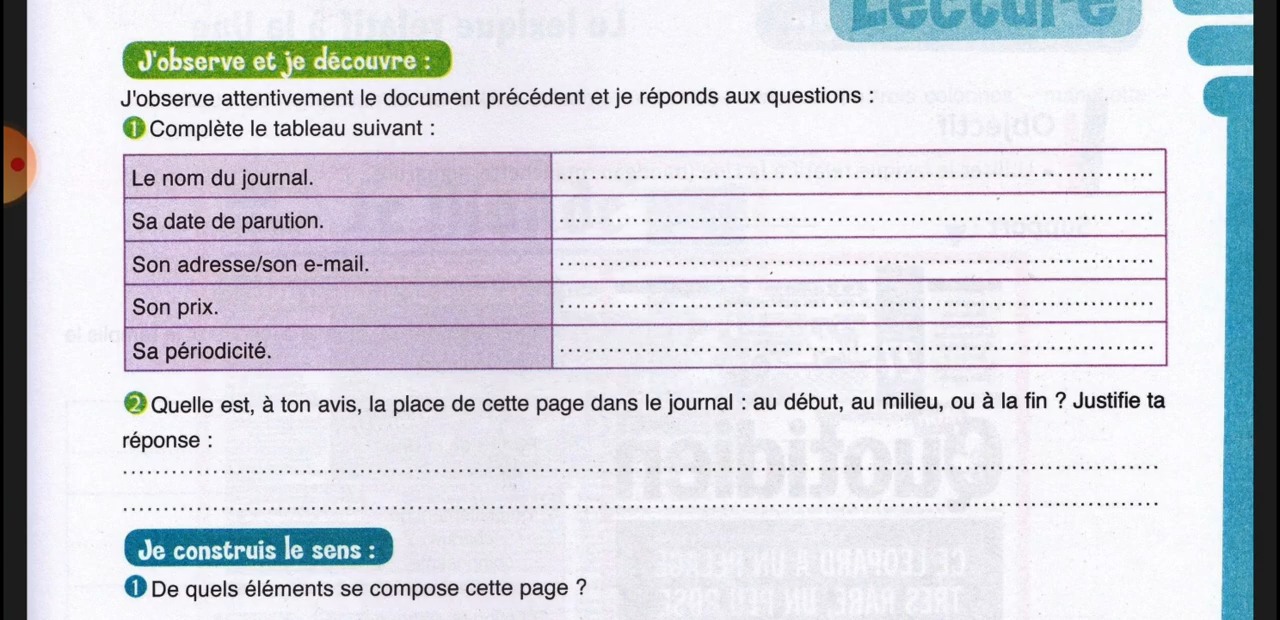 Lecture
J'observe et je découvre :
J'observe attentivement le document précédent et je réponds aux questions :
1 Complète le tableau suivant :
Le nom du journal.
Sa date de parution.
Son adresse/son e-mail.
Son prix.
Sa périodicité.
2 Quelle est, à ton avis, la place de cette page dans le journal : au début, au milieu, ou à la fin ? Justifie ta
réponse :
Je construis le sens :
1 De quels éléments se compose cette page ?